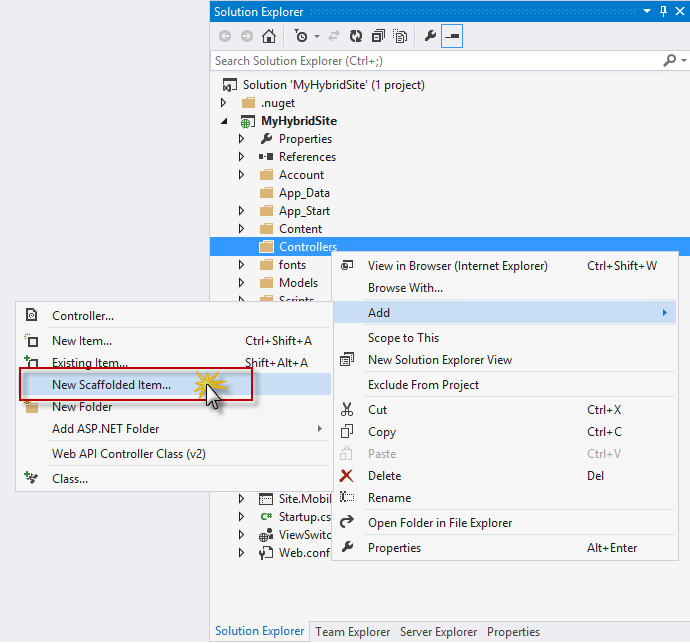 Solution Explorer
Search Solution Explorer (Ctrl+;)
Solution 'MyHybridSite' (1 project)
.nuget
MyHybridSite
Properties
References
Account
App_Data
App_Start
Content
Controllers
fonts
Models
Scripts
View in Browser (Internet Explorer) Ctrl+Shift+W
Browse With...
Add
Scope to This
New Solution Explorer View
Exclude From Project
Cut Ctrl+X
Copy Ctrl+C
Paste Ctrl+V
Delete Del
Rename
Open Folder in File Explorer
Properties Alt+Enter
Controller...
New Item... Ctrl+Shift+A
Existing Item... Shift+Alt+A
New Scaffolded Item...
New Folder
Add ASP.NET Folder
Web API Controller Class (v2)
Class...
Site.Mobil
C# Startup.cs
ViewSwitc
Web.conf
Solution Explorer Team Explorer Server Explorer Properties